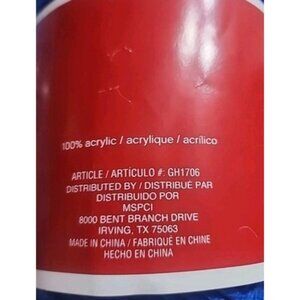 100% acrylic / acrylique / acrílico
ARTICLE / ARTÍCULO #: GH1706
DISTRIBUTED BY / DISTRIBUÉ PAR
DISTRIBUIDO POR
MSPCI
8000 BENT BRANCH DRIVE
IRVING, TX 75063
MADE IN CHINA / FABRIQUÉ EN CHINE
HECHO EN CHINA